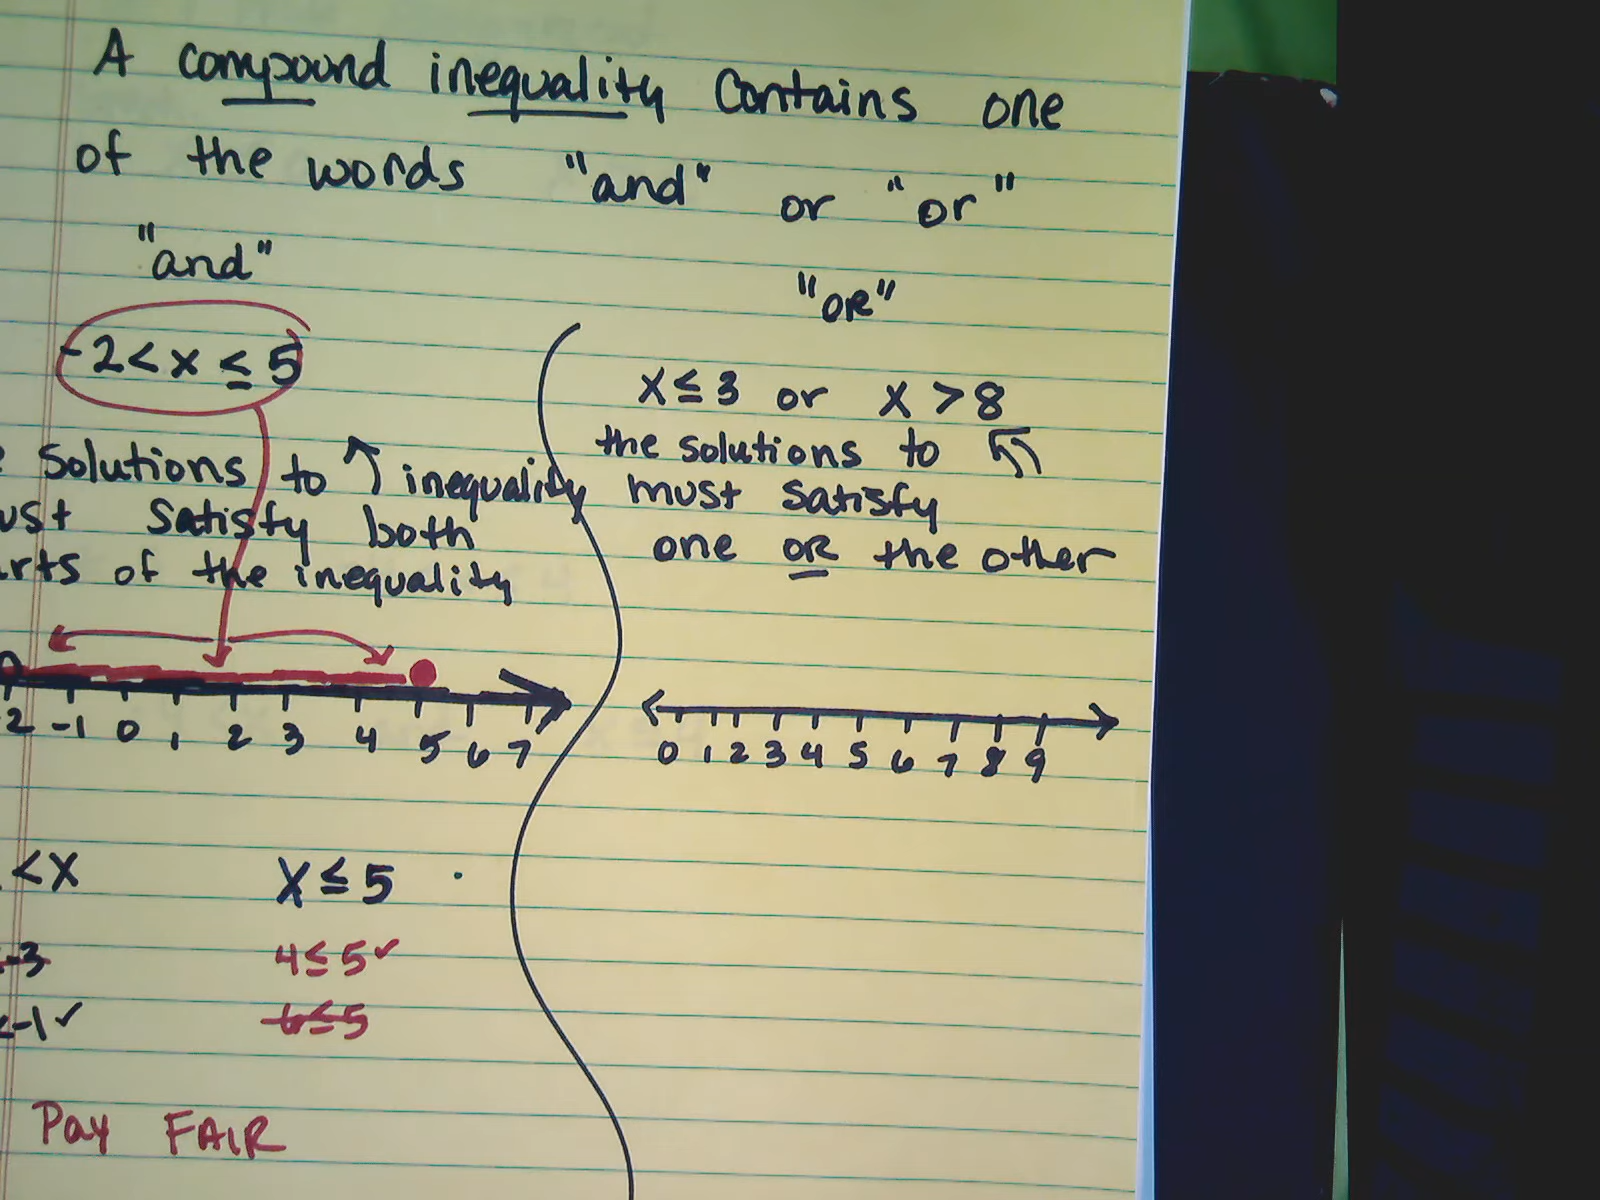 A compound inequality contains one
of the words "and" or "or"
"and"
-2 < x ≤ 5
solutions to ↑ inequality
satisfy both
of the inequality
2 -1 0 1 2 3 4 5 6 7
< x x ≤ 5
-3 4 ≤ 5 ✓
-1 ✓ 6 ≤ 5
Pay FAIR
"OR"
x ≤ 3 or x > 8
the solutions to
must satisfy
one OR the other
0 1 2 3 4 5 6 7 8 9